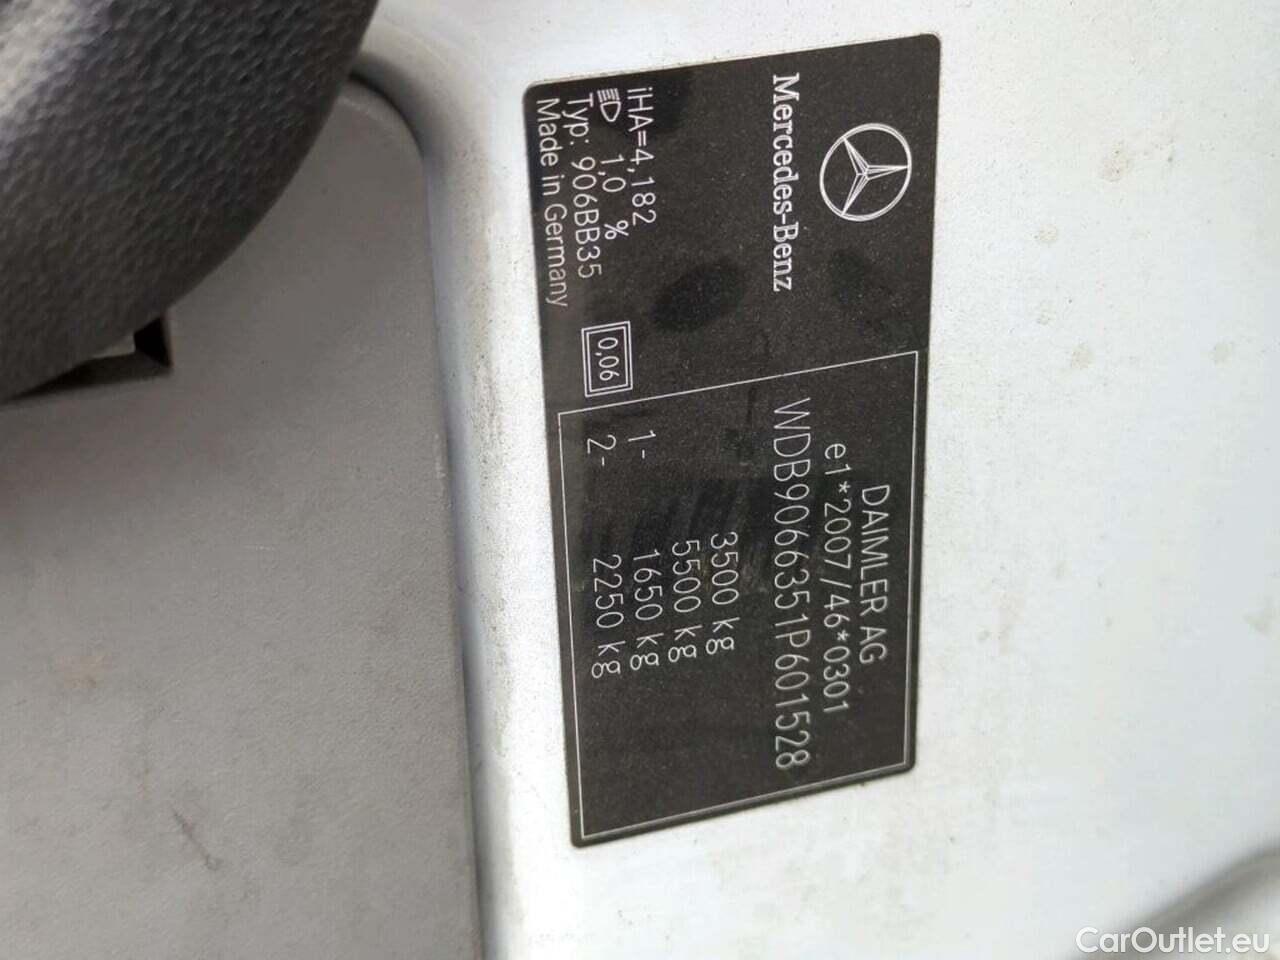 Mercedes-Benz
DAIMLER AG
e1*2007/46*0301
WDB9066351P601528
3500 kg
5500 kg
1- 1650 kg
2- 2250 kg
iHA=4,182
1,0 %
Typ: 906BB35
Made in Germany
0,06
CarOutlet.eu